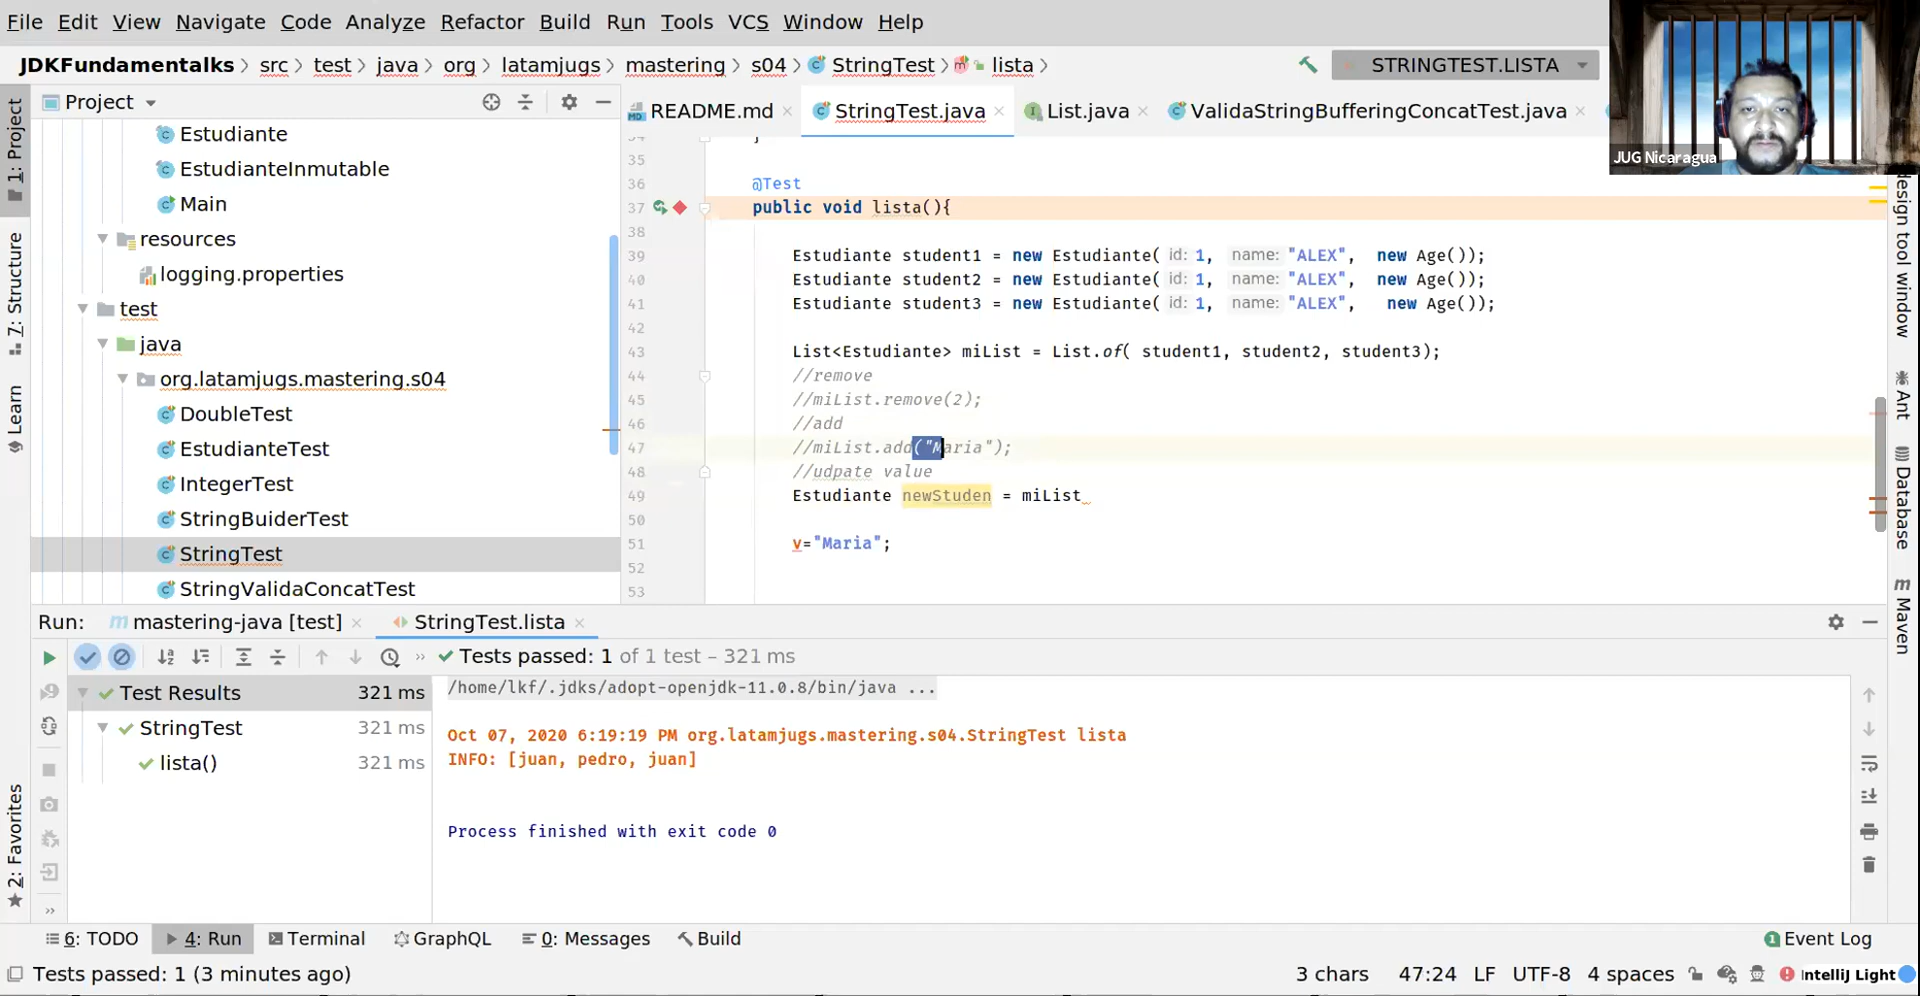 File Edit View Navigate Code Analyze Refactor Build Run Tools VCS Window Help
JDKFundamentalks src test java org latamjugs mastering s04 StringTest lista STRINGTEST.LISTA
JUG Nicaragua
Project
README.md StringTest.java List.java ValidaStringBufferingConcatTest.java
1: Project
7: Structure
Learn
2: Favorites
Estudiante
EstudianteInmutable
Main
resources
logging.properties
test
java
org.latamjugs.mastering.s04
DoubleTest
EstudianteTest
IntegerTest
StringBuiderTest
StringTest
StringValidaConcatTest
34 }
35
36 @Test
37 public void lista(){
38
39 Estudiante student1 = new Estudiante( id: 1, name: "ALEX", new Age());
40 Estudiante student2 = new Estudiante( id: 1, name: "ALEX", new Age());
41 Estudiante student3 = new Estudiante( id: 1, name: "ALEX", new Age());
42
43 List<Estudiante> miList = List.of( student1, student2, student3);
44 //remove
45 //miList.remove(2);
46 //add
47 //miList.add("Maria");
48 //udpate value
49 Estudiante newStuden = miList
50
51 v="Maria";
52
53
design tool window
Ant
Database
Maven
Run: mastering-java [test] StringTest.lista
Tests passed: 1 of 1 test – 321 ms
Test Results 321 ms
StringTest 321 ms
lista() 321 ms
/home/lkf/.jdks/adopt-openjdk-11.0.8/bin/java ...
Oct 07, 2020 6:19:19 PM org.latamjugs.mastering.s04.StringTest lista
INFO: [juan, pedro, juan]
Process finished with exit code 0
6: TODO 4: Run Terminal GraphQL 0: Messages Build Event Log
Tests passed: 1 (3 minutes ago) 3 chars 47:24 LF UTF-8 4 spaces IntelliJ Light